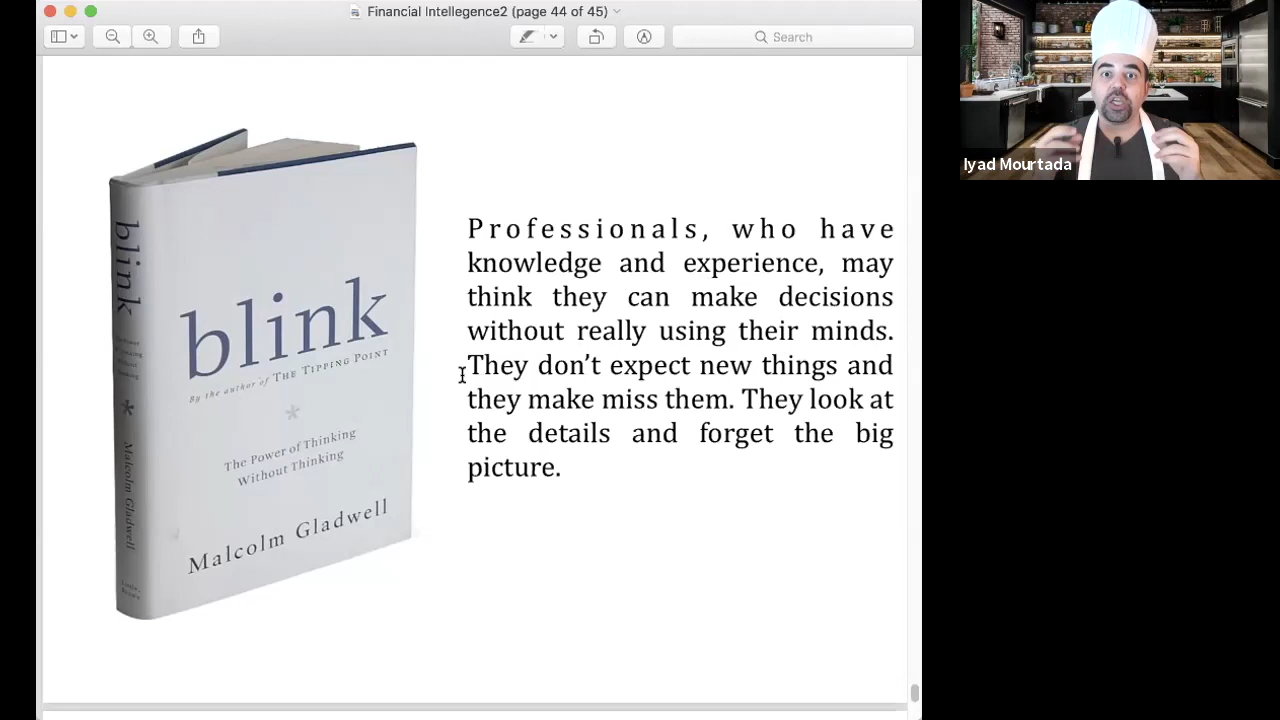 Financial Intellegence2 (page 44 of 45)
Search
Iyad Mourtada
blink
Malcolm Gladwell
blink
By the author of THE TIPPING POINT
*
The Power of Thinking
Without Thinking
Malcolm Gladwell
Professionals, who have
knowledge and experience, may
think they can make decisions
without really using their minds.
They don’t expect new things and
they make miss them. They look at
the details and forget the big
picture.